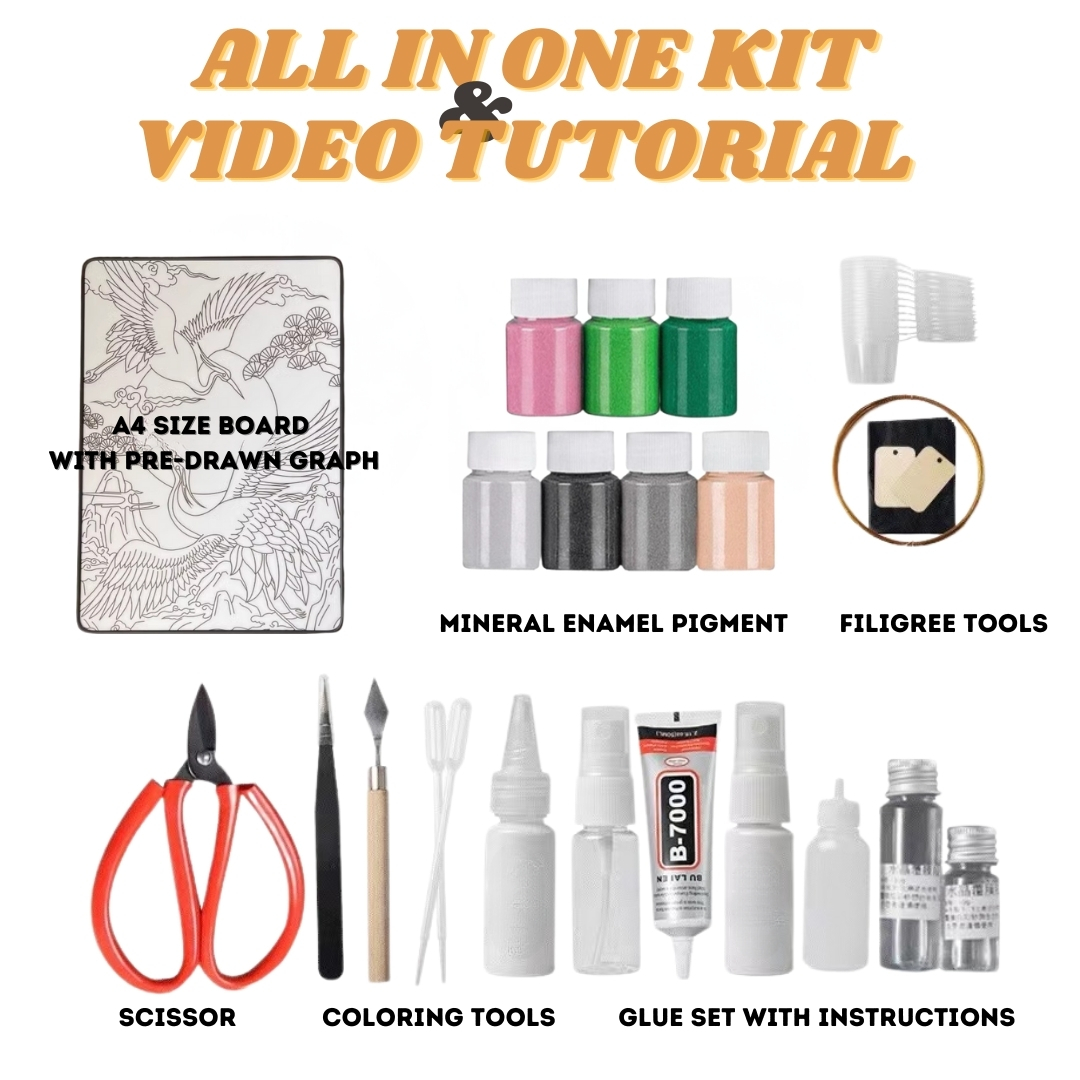 ALL IN ONE KIT
&
VIDEO TUTORIAL
A4 SIZE BOARD
WITH PRE-DRAWN GRAPH
MINERAL ENAMEL PIGMENT
FILIGREE TOOLS
B-7000
SCISSOR
COLORING TOOLS
GLUE SET WITH INSTRUCTIONS